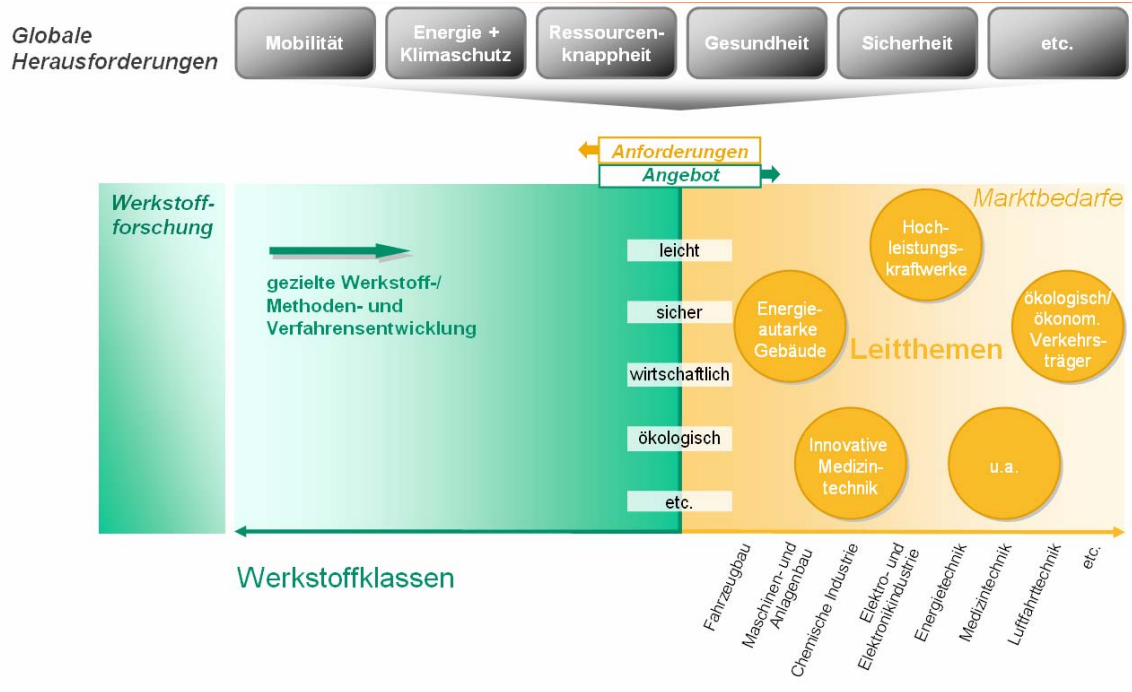 Globale
Herausforderungen
Mobilität
Energie +
Klimaschutz
Ressourcen-
knappheit
Gesundheit
Sicherheit
etc.
Anforderungen
Angebot
Werkstoff-
forschung
gezielte Werkstoff-/
Methoden- und
Verfahrensentwicklung
leicht
sicher
wirtschaftlich
ökologisch
etc.
Marktbedarfe
Hoch-
leistungs-
kraftwerke
Energie-
autarke
Gebäude
Leitthemen
ökologisch/
ökonom.
Verkehrs-
träger
Innovative
Medizin-
technik
u.a.
Werkstoffklassen
Fahrzeugbau
Maschinen- und
Anlagenbau
Chemische Industrie
Elektro- und
Elektronikindustrie
Energietechnik
Medizintechnik
Luftfahrttechnik
etc.